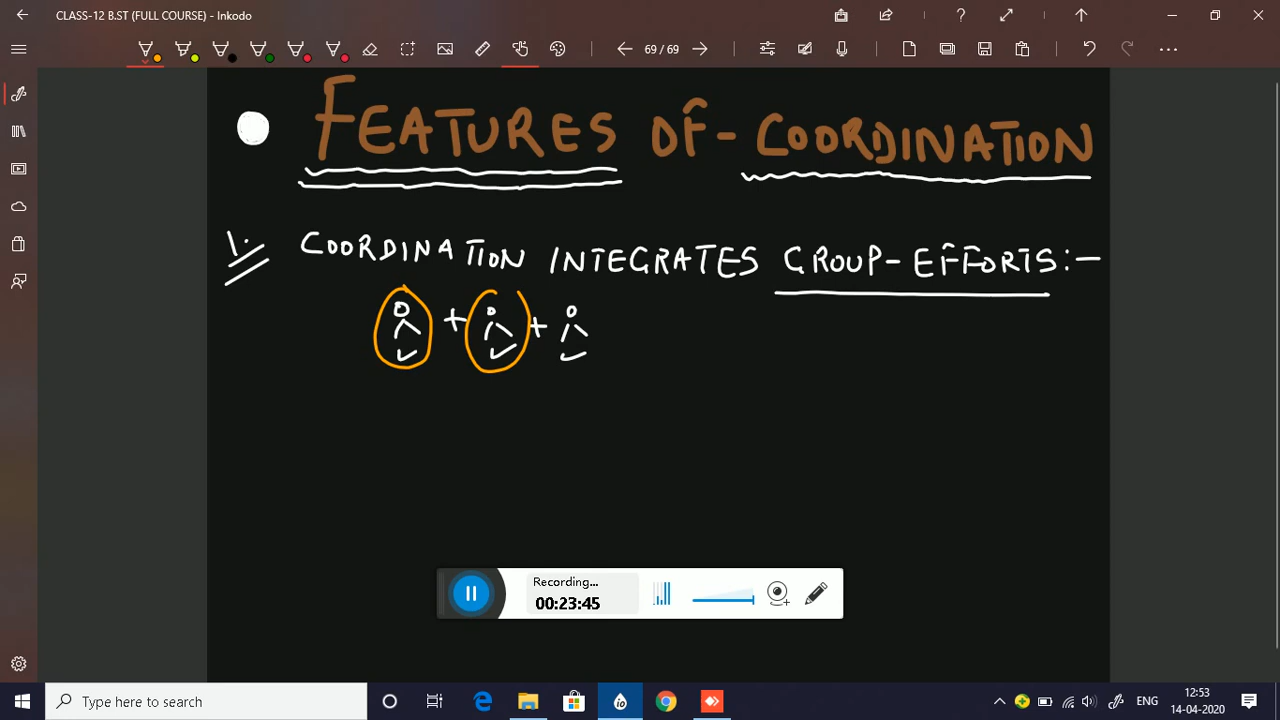 CLASS-12 B.ST (FULL COURSE) - Inkodo
69 / 69
FEATURES OF- COORDINATION
1. COORDINATION INTEGRATES GROUP-EFFORTS:-
+ +
Recording...
00:23:45
Type here to search
ENG
12:53
14-04-2020